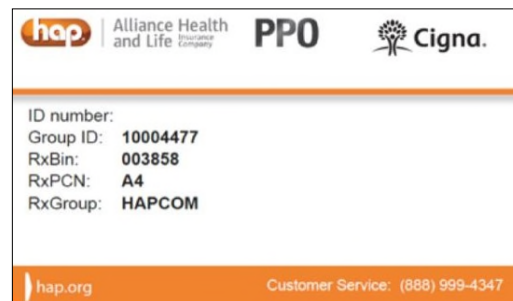 hap. Alliance Health PPO Cigna.
and Life Insurance Company
ID number:
Group ID: 10004477
RxBin: 003858
RxPCN: A4
RxGroup: HAPCOM
hap.org Customer Service: (888) 999-4347